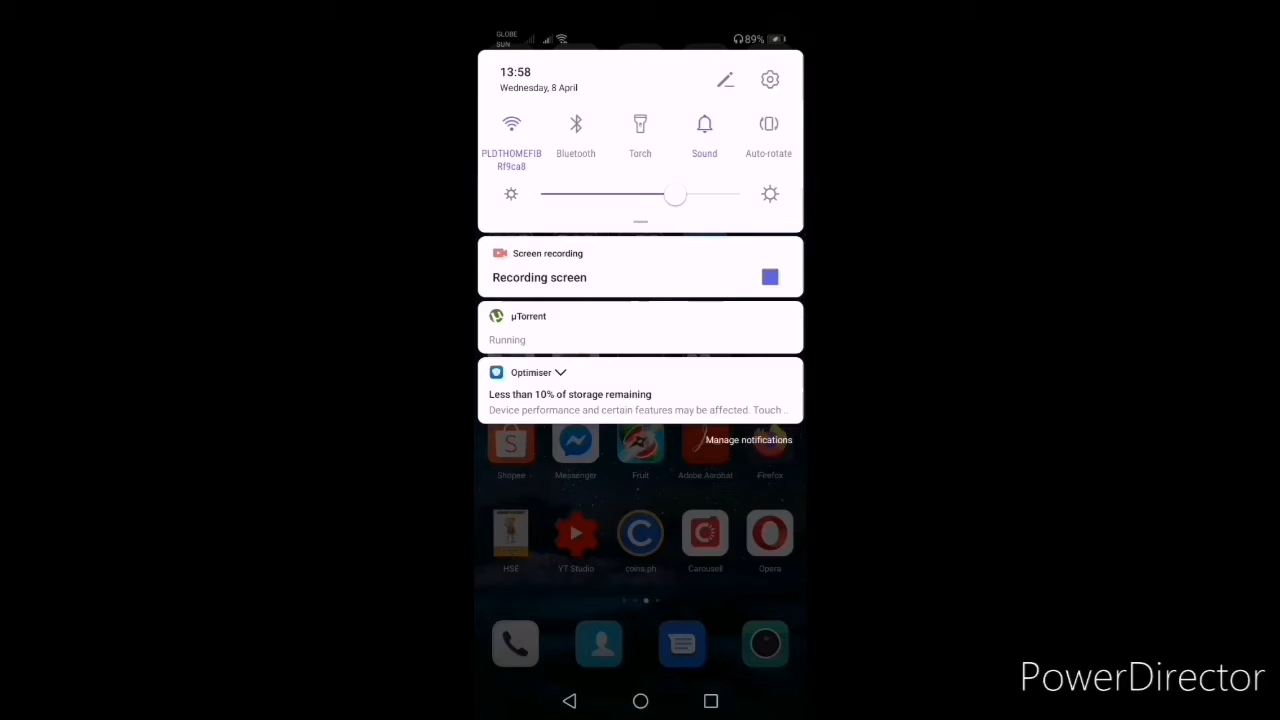 GLOBE
SUN
89%
13:58
Wednesday, 8 April
PLDTHOMEFIB
Rf9ca8
Bluetooth
Torch
Sound
Auto-rotate
Screen recording
Recording screen
µTorrent
Running
Optimiser
Less than 10% of storage remaining
Device performance and certain features may be affected. Touch ..
Manage notifications
Shopee
Messenger
Fruit
Adobe Acrobat
Firefox
HSE
YT Studio
coins.ph
Carousell
Opera
PowerDirector